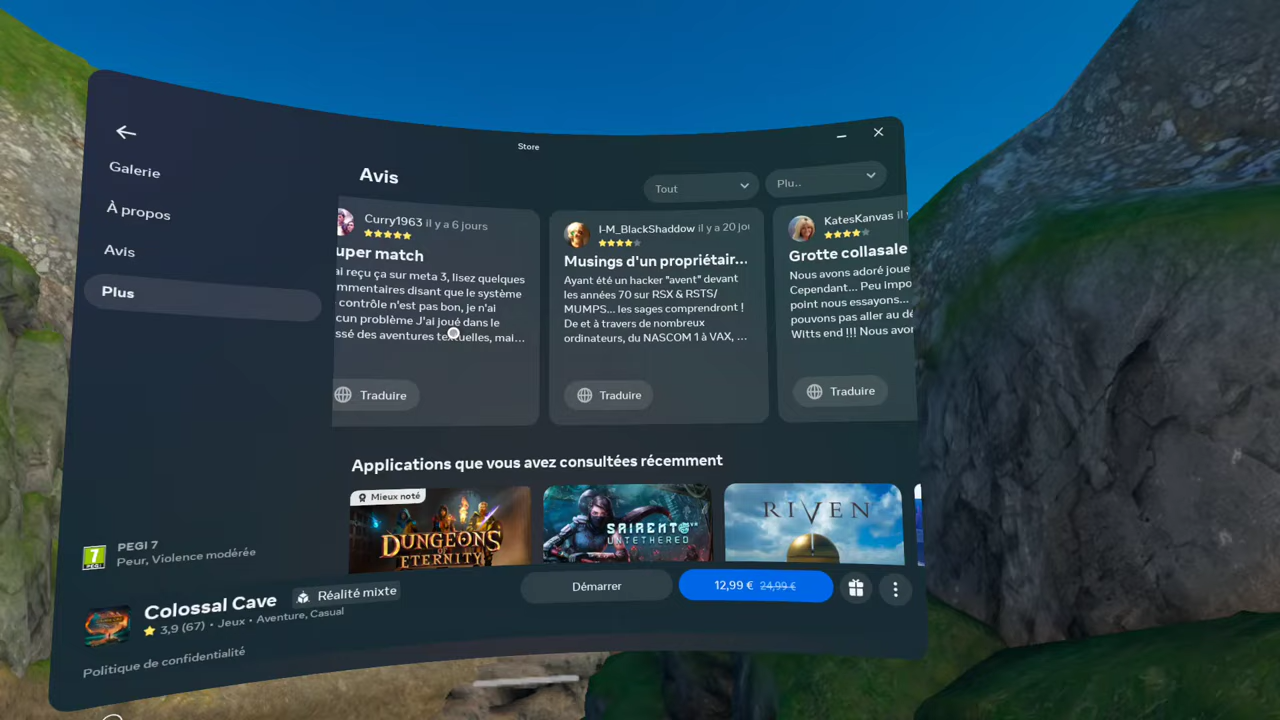 Store
Galerie
À propos
Avis
Plus
Avis
Tout
Plu..
Curry1963 il y a 6 jours
uper match
ai reçu ça sur meta 3, lisez quelques
mmentaires disant que le système
contrôle n'est pas bon, je n'ai
cun problème J'ai joué dans le
ssé des aventures textuelles, mai...
Traduire
I-M_BlackShaddow il y a 20 jou
Musings d'un propriétair...
Ayant été un hacker "avent" devant
les années 70 sur RSX & RSTS/
MUMPS... les sages comprendront !
De et à travers de nombreux
ordinateurs, du NASCOM 1 à VAX, ...
Traduire
KatesKanvas il y
Grotte collasale
Nous avons adoré joue
Cependant... Peu impo
point nous essayons...
pouvons pas aller au dé
Witts end !!! Nous avon
Traduire
Applications que vous avez consultées récemment
Mieux noté
DUNGEONS
OF
ETERNITY
SAIRENTO VR
UNTETHERED
RIVEN
7
PEGI
PEGI 7
Peur, Violence modérée
Colossal Cave
Réalité mixte
3,9 (67) • Jeux • Aventure, Casual
Démarrer
12,99 € 24,99 €
Politique de confidentialité